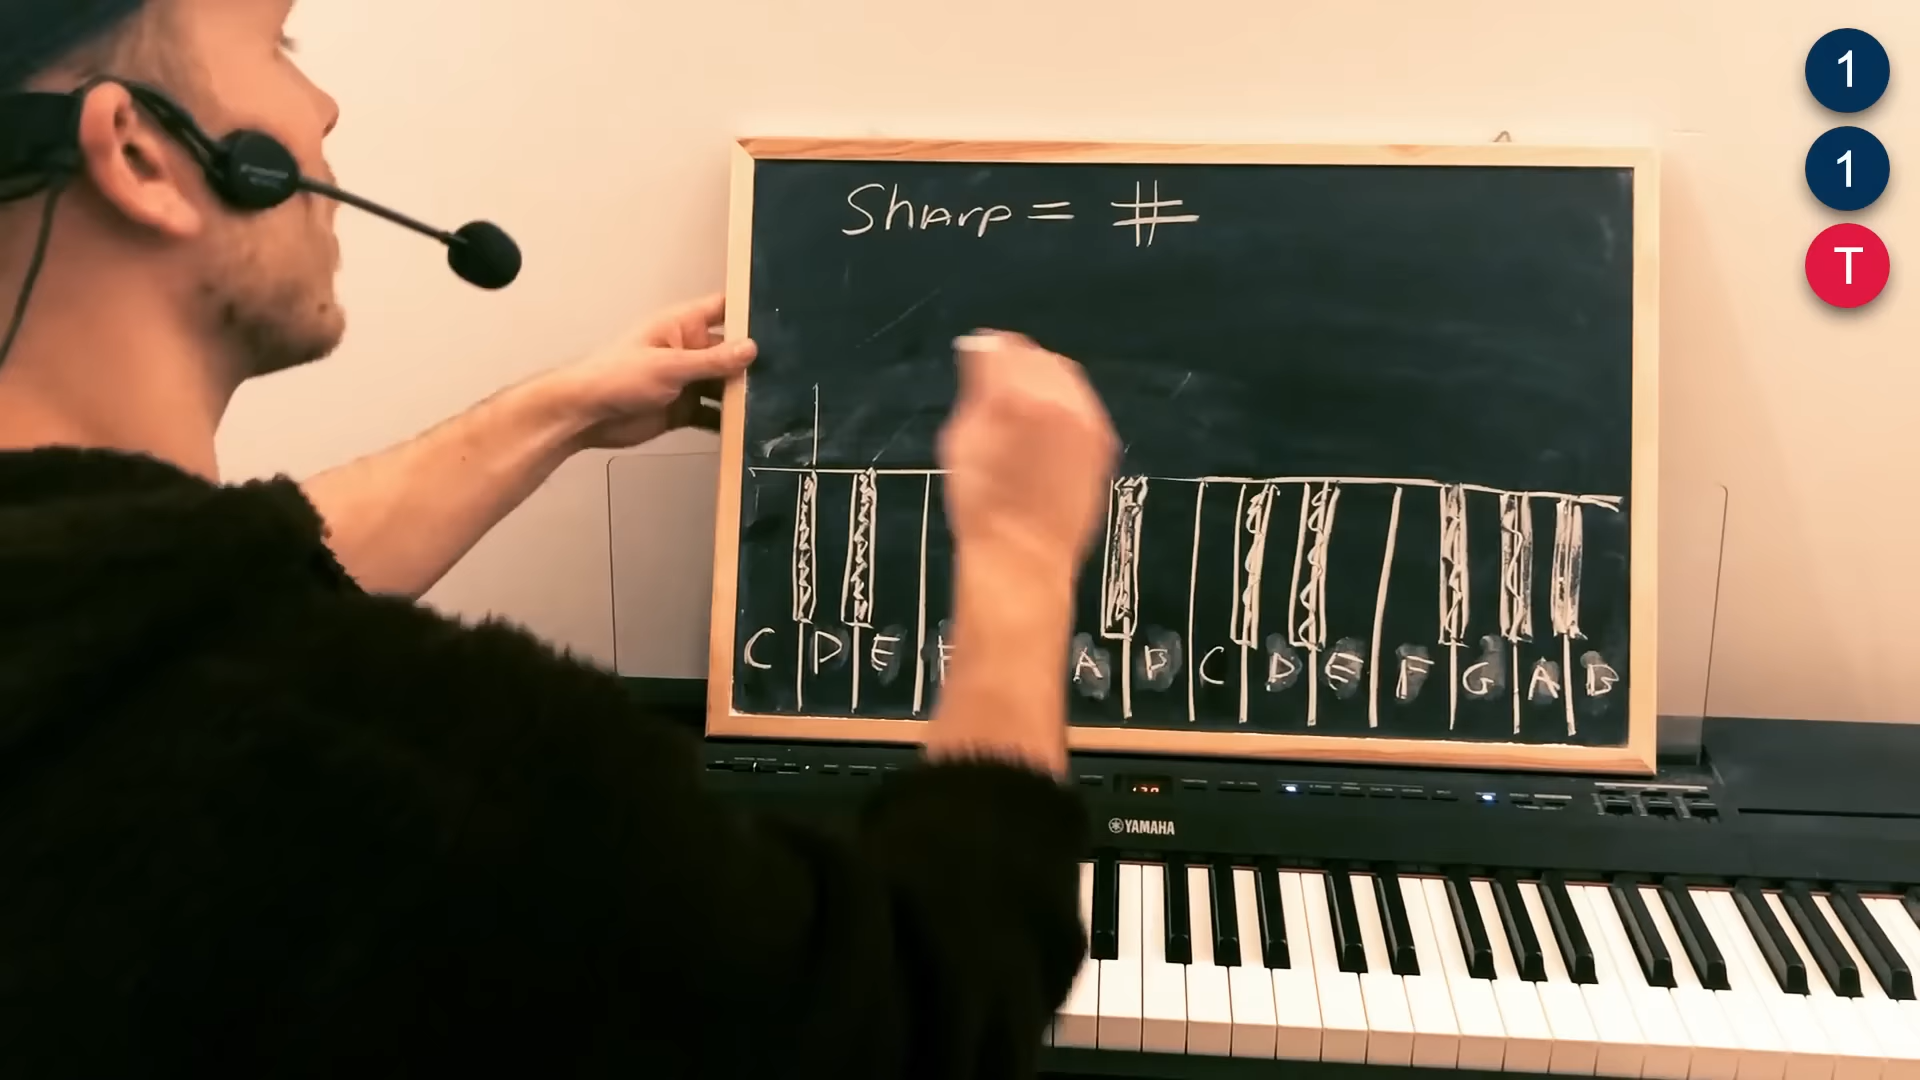 Sharp = #
C D E F A B C D E F G A B
YAMAHA
1
1
T